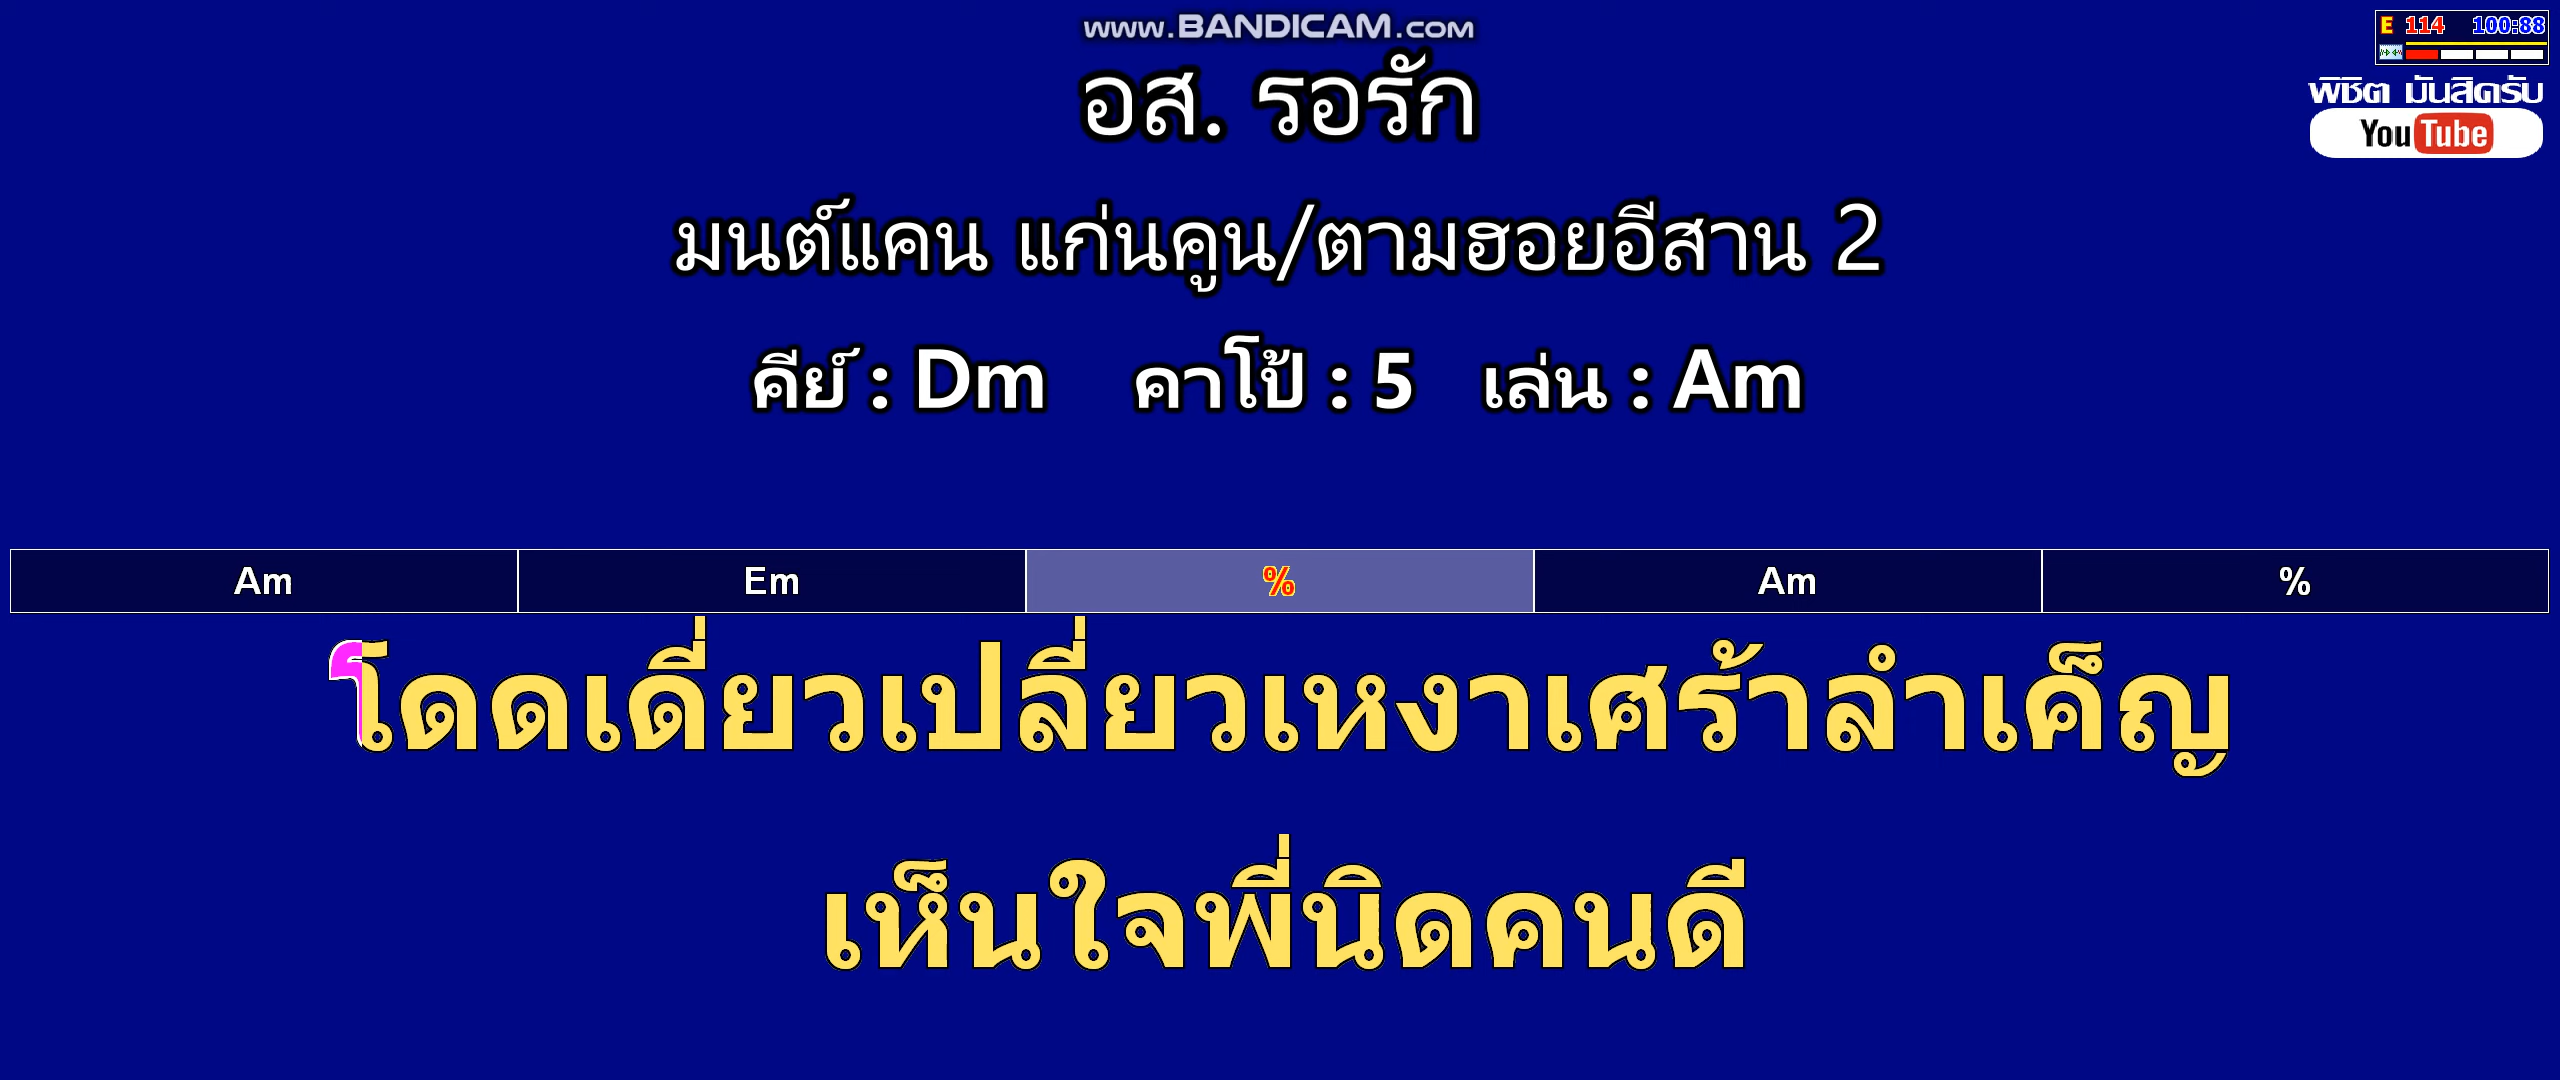 www.BANDICAM.com
E 114 100:88
อส. รอรัก
พิชิต มันสิครับ
YouTube
มนต์แคน แก่นคูน/ตามฮอยอีสาน 2
คีย์ : Dm คาโป้ : 5 เล่น : Am
Am Em % Am %
โดดเดี่ยวเปลี่ยวเหงาเศร้าลำเค็ญ
เห็นใจพี่นิดคนดี